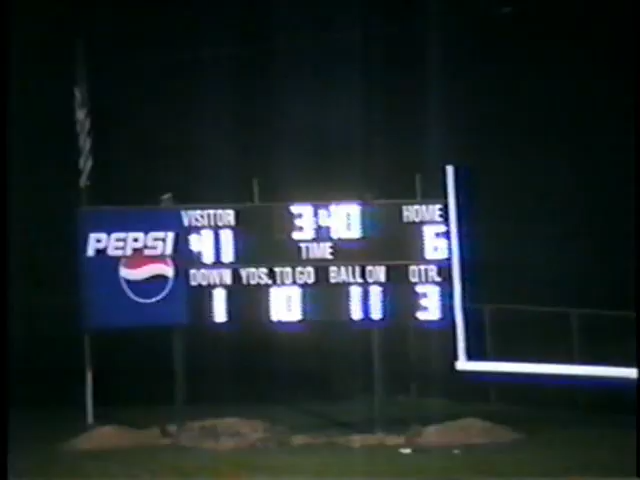 VISITOR 3:40 HOME
PEPSI 41 TIME 6
DOWN YDS. TO GO BALL ON QTR.
1 10 11 3